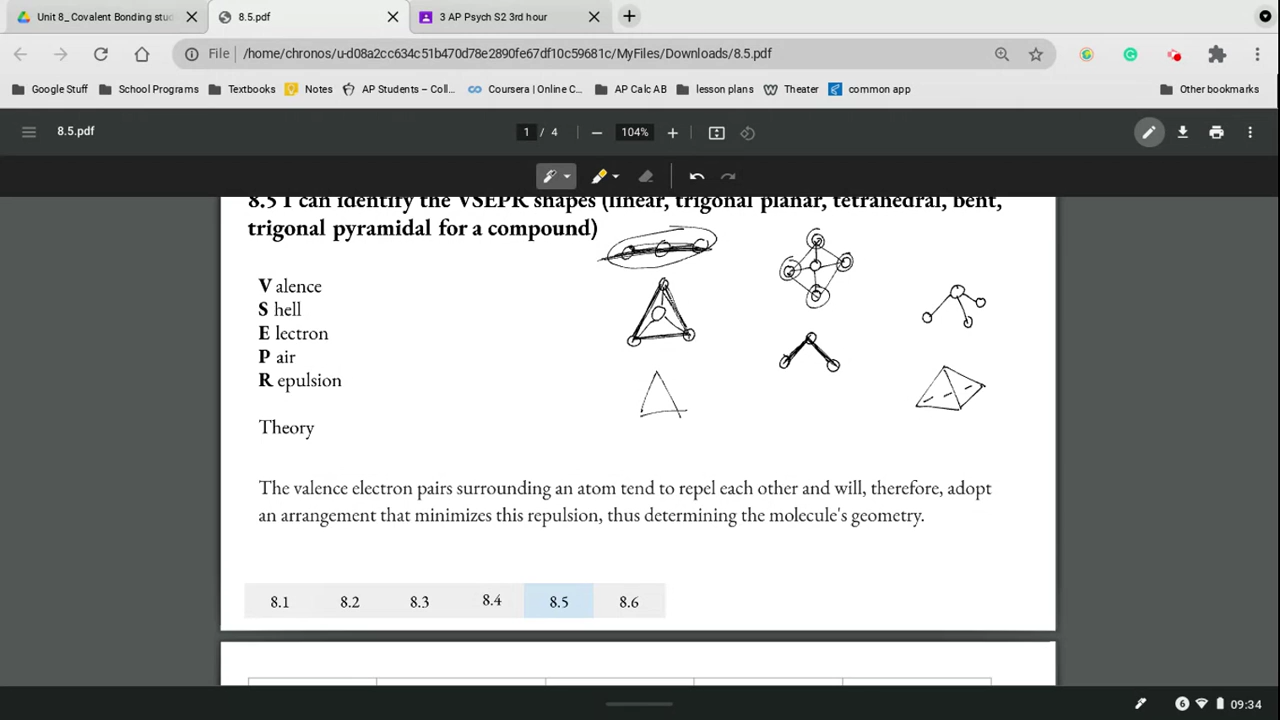 Unit 8_ Covalent Bonding stud
8.5.pdf
3 AP Psych S2 3rd hour
File /home/chronos/u-d08a2cc634c51b470d78e2890fe67df10c59681c/MyFiles/Downloads/8.5.pdf
Google Stuff School Programs Textbooks Notes AP Students – Coll... Coursera | Online C... AP Calc AB lesson plans Theater common app Other bookmarks
8.5.pdf 1 / 4 104%
8.5 I can identify the VSEPR shapes (linear, trigonal planar, tetrahedral, bent,
trigonal pyramidal for a compound)
V alence
S hell
E lectron
P air
R epulsion
Theory
The valence electron pairs surrounding an atom tend to repel each other and will, therefore, adopt
an arrangement that minimizes this repulsion, thus determining the molecule's geometry.
8.1 8.2 8.3 8.4 8.5 8.6
6 09:34